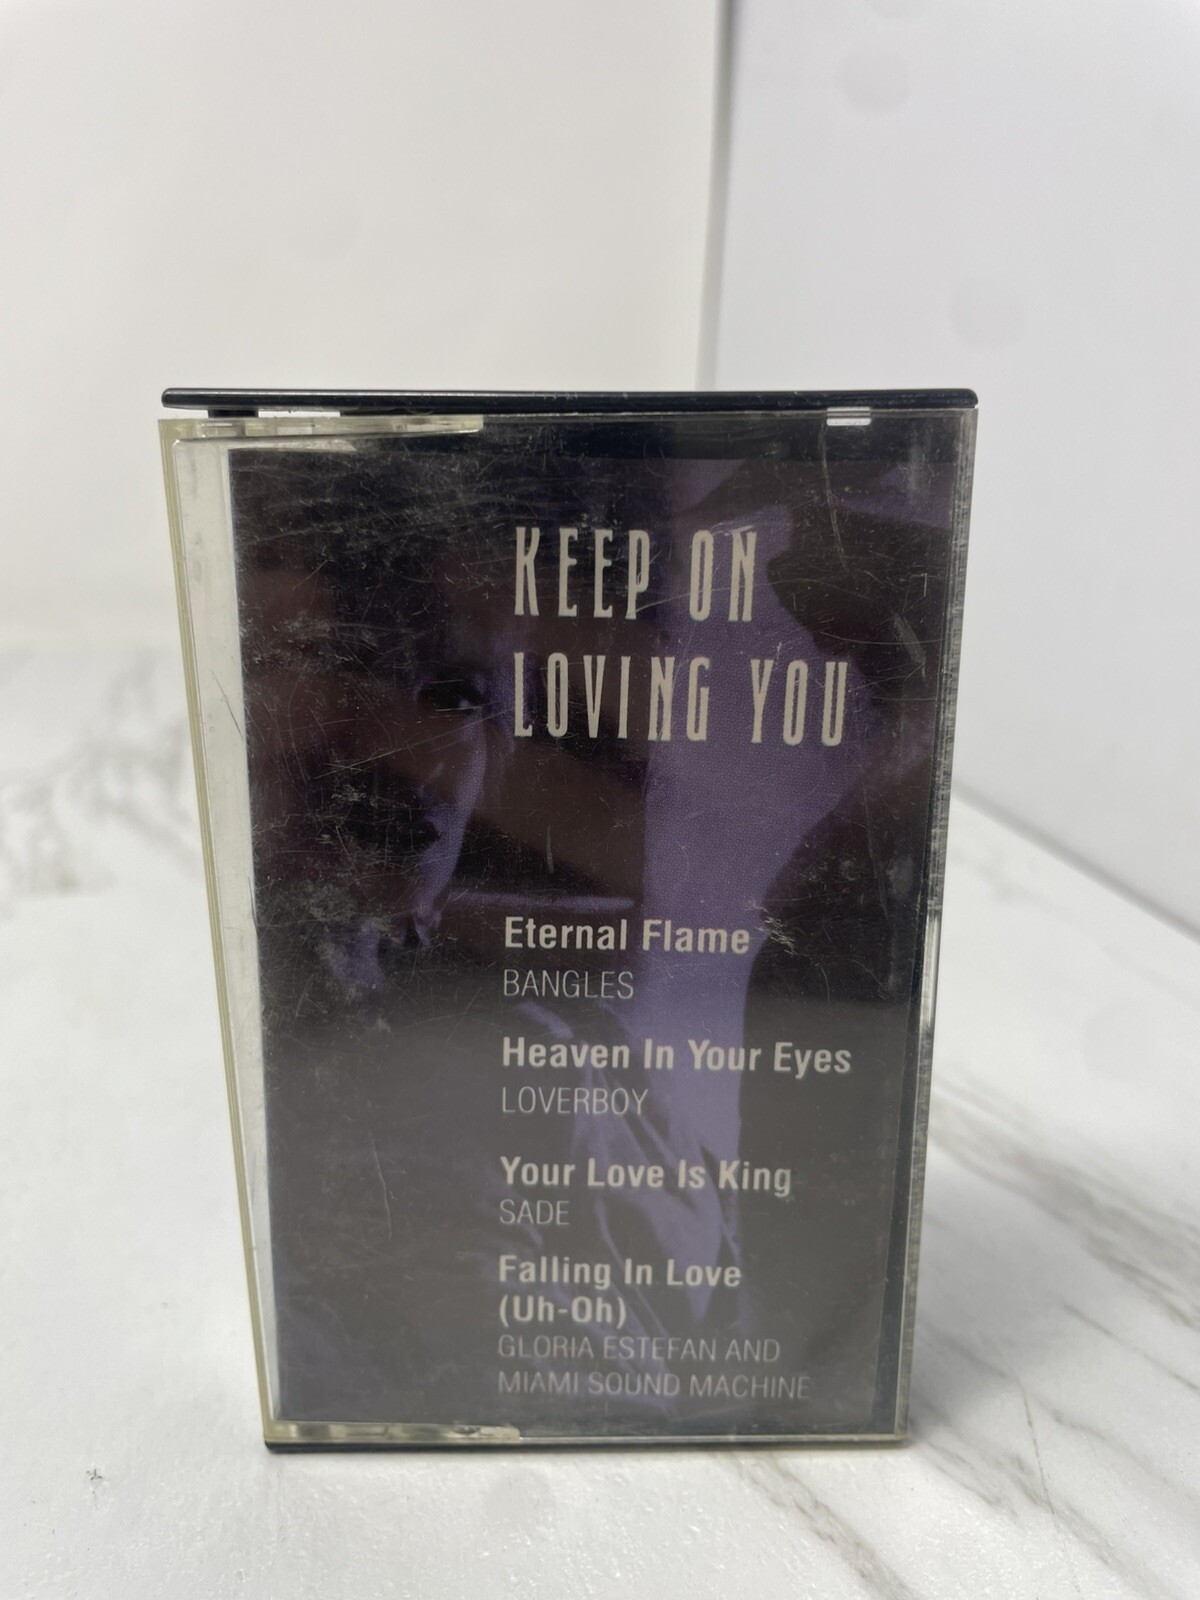 KEEP ON
LOVING YOU
Eternal Flame
BANGLES
Heaven In Your Eyes
LOVERBOY
Your Love Is King
SADE
Falling In Love
(Uh-Oh)
GLORIA ESTEFAN AND
MIAMI SOUND MACHINE